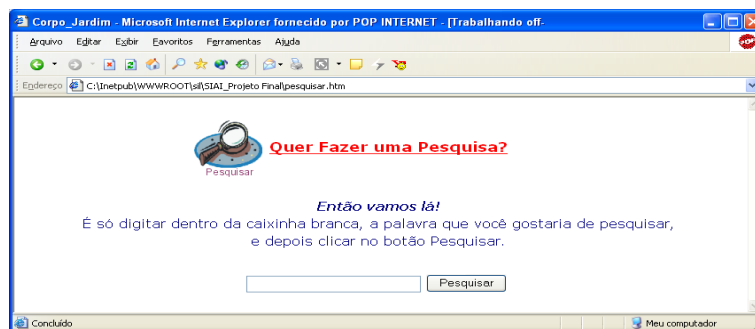 Corpo_Jardim - Microsoft Internet Explorer fornecido por POP INTERNET - [Trabalhando off-
Arquivo Editar Exibir Favoritos Ferramentas Ajuda
POP
Endereço C:\Inetpub\WWWROOT\sil\SIAI_Projeto Final\pesquisar.htm
Quer Fazer uma Pesquisa?
Pesquisar
Então vamos lá!
É só digitar dentro da caixinha branca, a palavra que você gostaria de pesquisar,
e depois clicar no botão Pesquisar.
Pesquisar
Concluído Meu computador